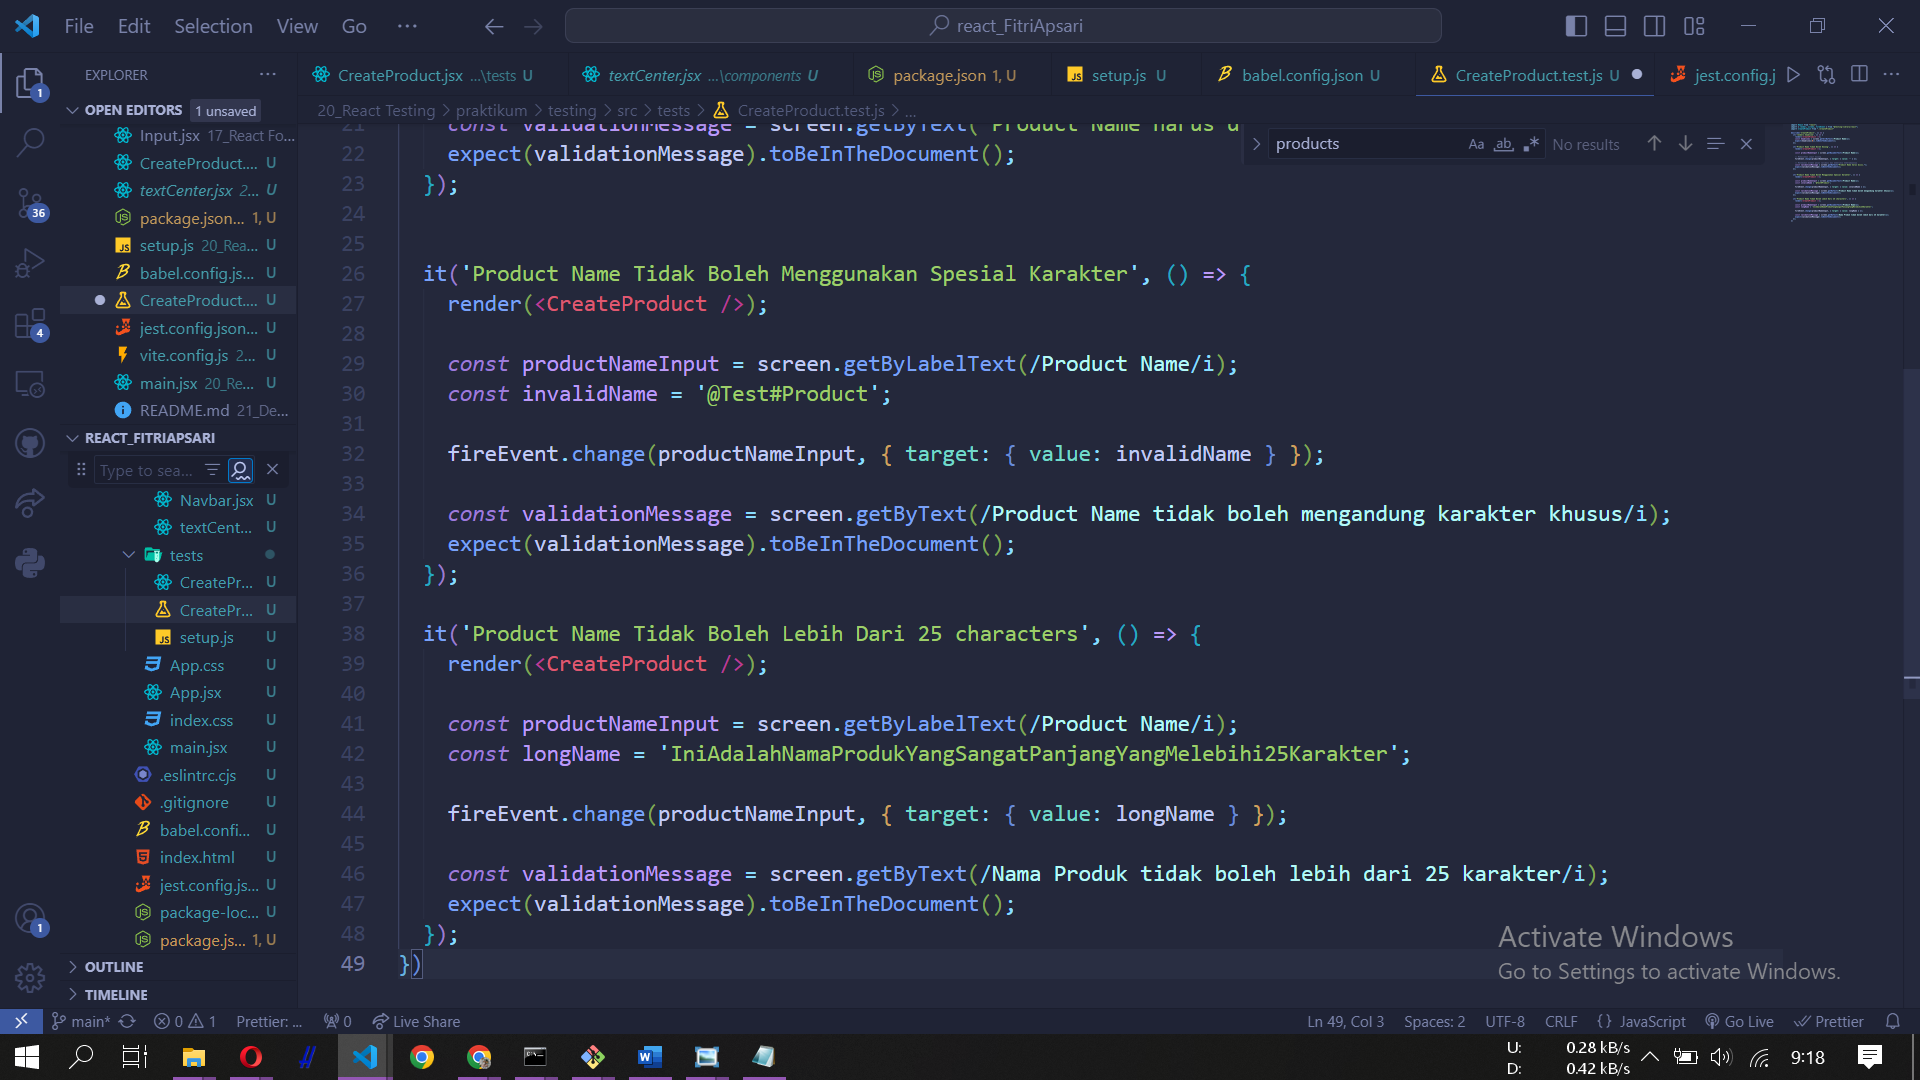 File Edit Selection View Go ··· react_FitriApsari
EXPLORER ···
OPEN EDITORS 1 unsaved
Input.jsx 17_React Fo...
CreateProduct.... U
textCenter.jsx 2... U
package.json... 1, U
setup.js 20_Rea... U
babel.config.js... U
CreateProduct.... U
jest.config.json... U
vite.config.js 2... U
main.jsx 20_Re... U
README.md 21_De...
REACT_FITRIAPSARI
Type to sea...
Navbar.jsx U
textCent... U
tests
CreatePr... U
CreatePr... U
setup.js U
App.css U
App.jsx U
index.css U
main.jsx U
.eslintrc.cjs U
.gitignore U
babel.confi... U
index.html U
jest.config.js... U
package-loc... U
package.js... 1, U
OUTLINE
TIMELINE
1
36
4
1
CreateProduct.jsx ...\tests U textCenter.jsx ...\components U package.json 1, U setup.js U babel.config.json U CreateProduct.test.js U jest.config.j
20_React Testing > praktikum > testing > src > tests > CreateProduct.test.js > ...
products Aa ab .* No results
21 const validationMessage = screen.getByText(/Product Name harus d
22 expect(validationMessage).toBeInTheDocument();
23 });
24
25
26 it('Product Name Tidak Boleh Menggunakan Spesial Karakter', () => {
27 render(<CreateProduct />);
28
29 const productNameInput = screen.getByLabelText(/Product Name/i);
30 const invalidName = '@Test#Product';
31
32 fireEvent.change(productNameInput, { target: { value: invalidName } });
33
34 const validationMessage = screen.getByText(/Product Name tidak boleh mengandung karakter khusus/i);
35 expect(validationMessage).toBeInTheDocument();
36 });
37
38 it('Product Name Tidak Boleh Lebih Dari 25 characters', () => {
39 render(<CreateProduct />);
40
41 const productNameInput = screen.getByLabelText(/Product Name/i);
42 const longName = 'IniAdalahNamaProdukYangSangatPanjangYangMelebihi25Karakter';
43
44 fireEvent.change(productNameInput, { target: { value: longName } });
45
46 const validationMessage = screen.getByText(/Nama Produk tidak boleh lebih dari 25 karakter/i);
47 expect(validationMessage).toBeInTheDocument();
48 });
49 })
Activate Windows
Go to Settings to activate Windows.
main* 0 1 Prettier: ... 0 Live Share Ln 49, Col 3 Spaces: 2 UTF-8 CRLF {} JavaScript Go Live Prettier
U: 0.28 kB/s
D: 0.42 kB/s
9:18